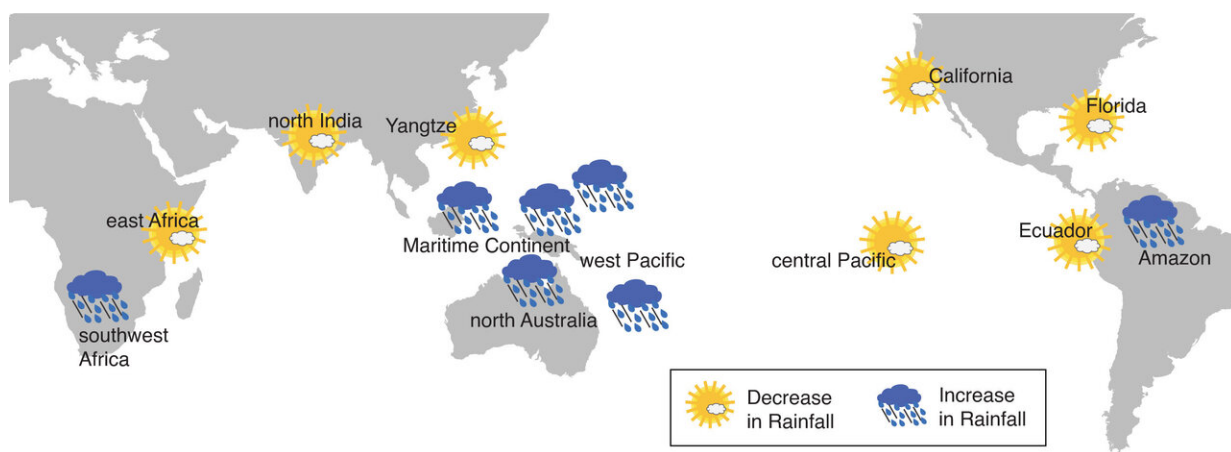 California
Florida
north India
Yangtze
east Africa
Ecuador
Maritime Continent
west Pacific
central Pacific
Amazon
north Australia
southwest
Africa
Decrease
in Rainfall
Increase
in Rainfall